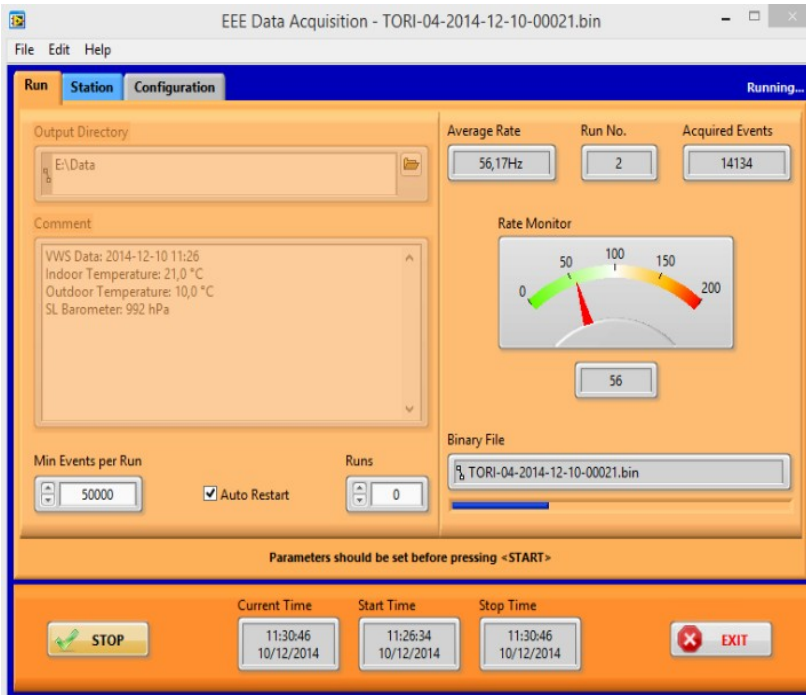 EEE Data Acquisition - TORI-04-2014-12-10-00021.bin
File Edit Help
Run Station Configuration Running...
Output Directory
E:\Data
Comment
VWS Data: 2014-12-10 11:26
Indoor Temperature: 21,0 °C
Outdoor Temperature: 10,0 °C
SL Barometer: 992 hPa
Min Events per Run
50000
Auto Restart
Runs
0
Average Rate Run No. Acquired Events
56,17Hz 2 14134
Rate Monitor
0 50 100 150 200
56
Binary File
TORI-04-2014-12-10-00021.bin
Parameters should be set before pressing <START>
STOP
Current Time Start Time Stop Time
11:30:46 11:26:34 11:30:46
10/12/2014 10/12/2014 10/12/2014
EXIT